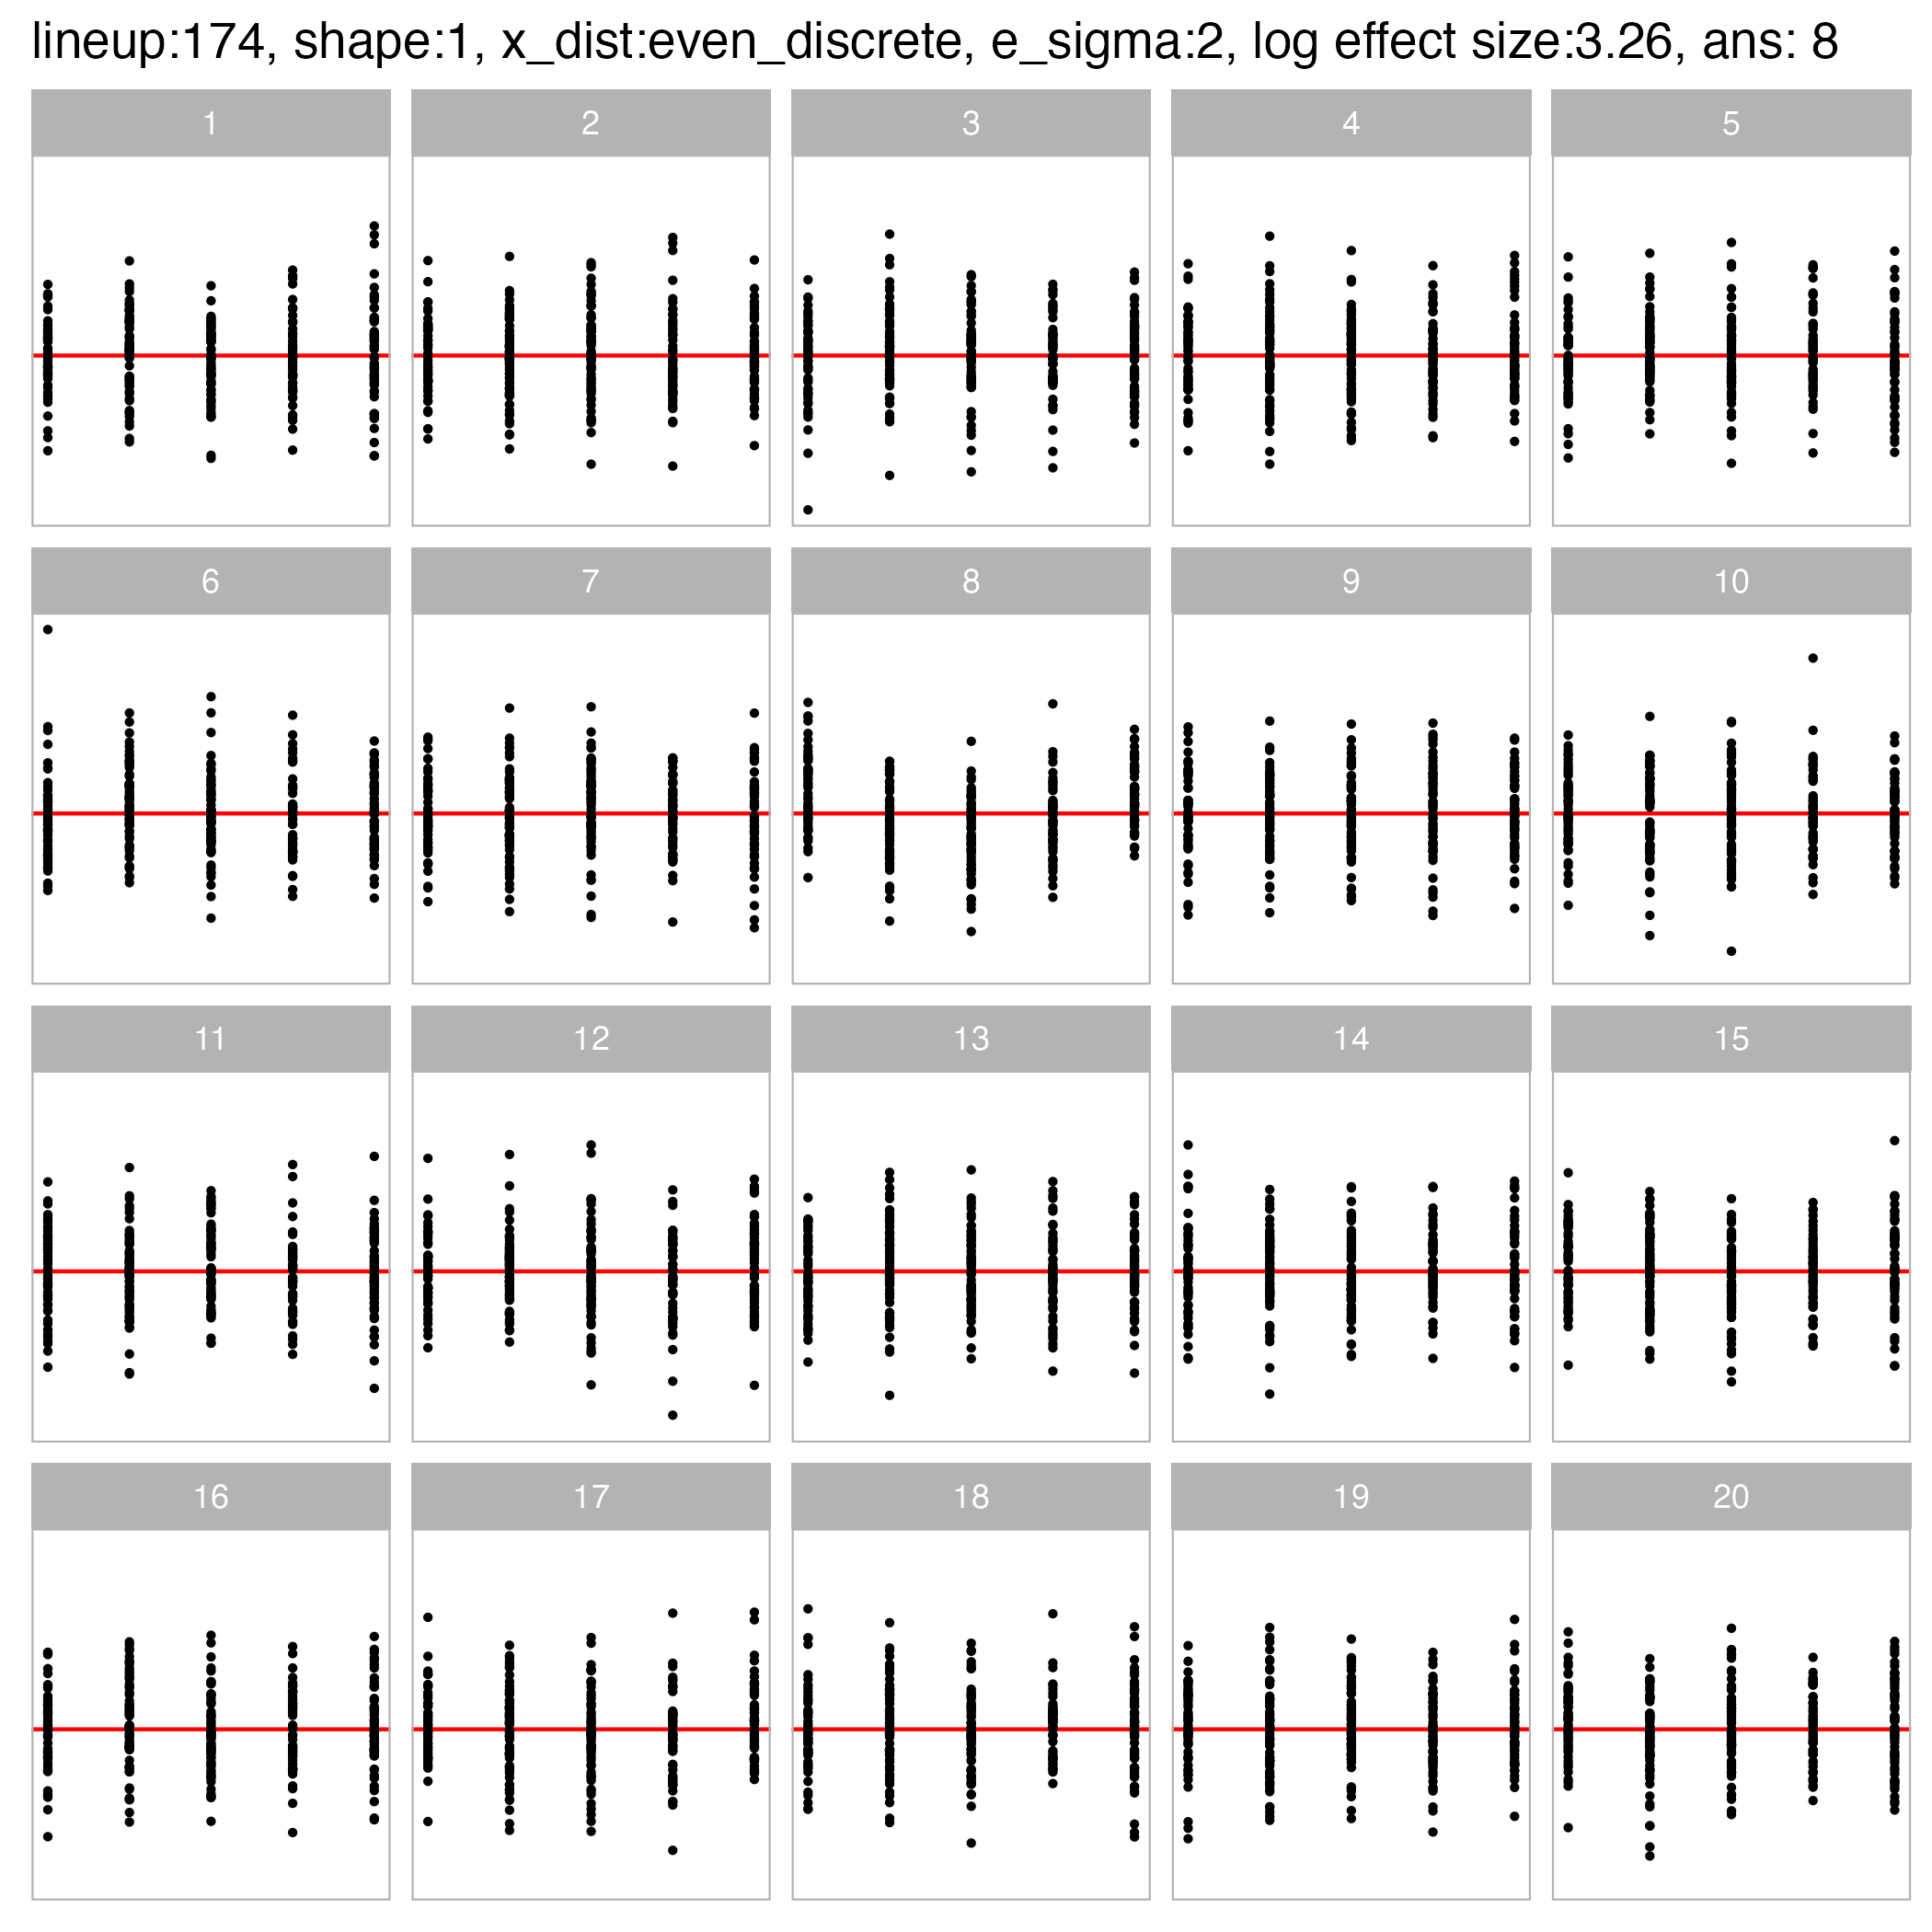 lineup:174, shape:1, x_dist:even_discrete, e_sigma:2, log effect size:3.26, ans: 8
1 2 3 4 5
6 7 8 9 10
11 12 13 14 15
16 17 18 19 20